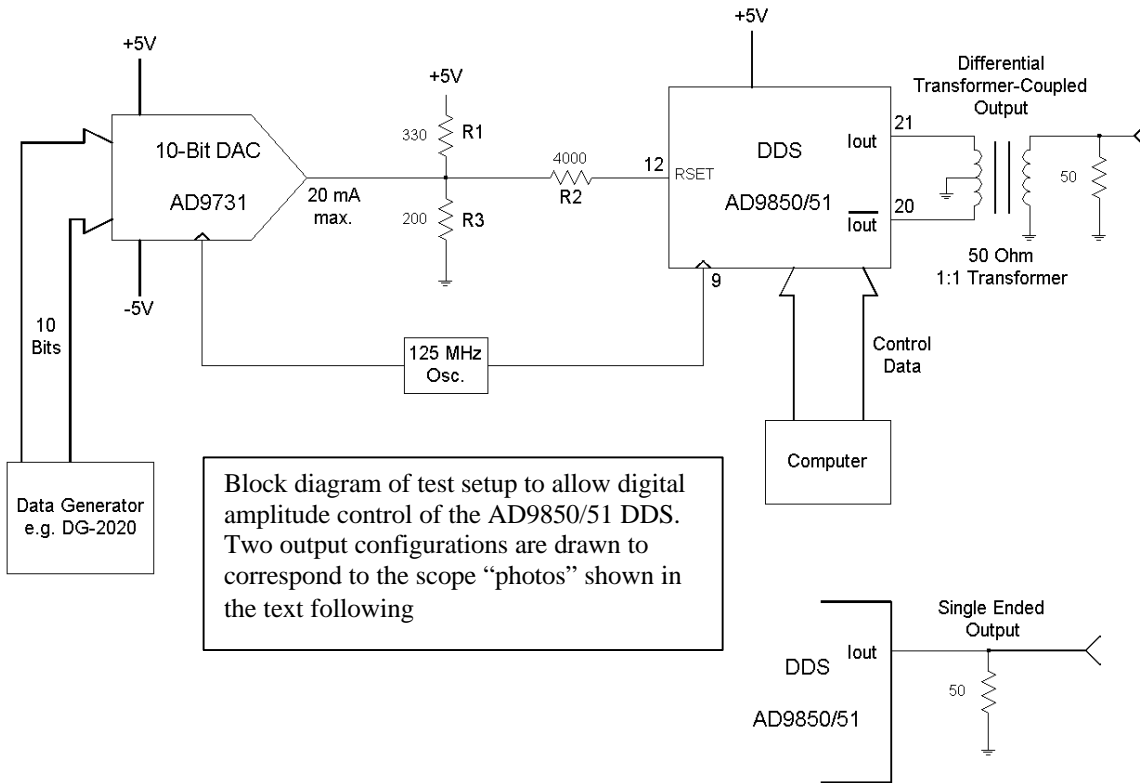 +5V
10-Bit DAC
AD9731
-5V
20 mA
max.
+5V
330
R1
200
R3
4000
R2
12
RSET
+5V
DDS
AD9850/51
21
Iout
20
Iout
9
Differential
Transformer-Coupled
Output
50
50 Ohm
1:1 Transformer
10
Bits
125 MHz
Osc.
Control
Data
Computer
Data Generator
e.g. DG-2020
Block diagram of test setup to allow digital
amplitude control of the AD9850/51 DDS.
Two output configurations are drawn to
correspond to the scope “photos” shown in
the text following
Single Ended
Output
Iout
DDS
AD9850/51
50